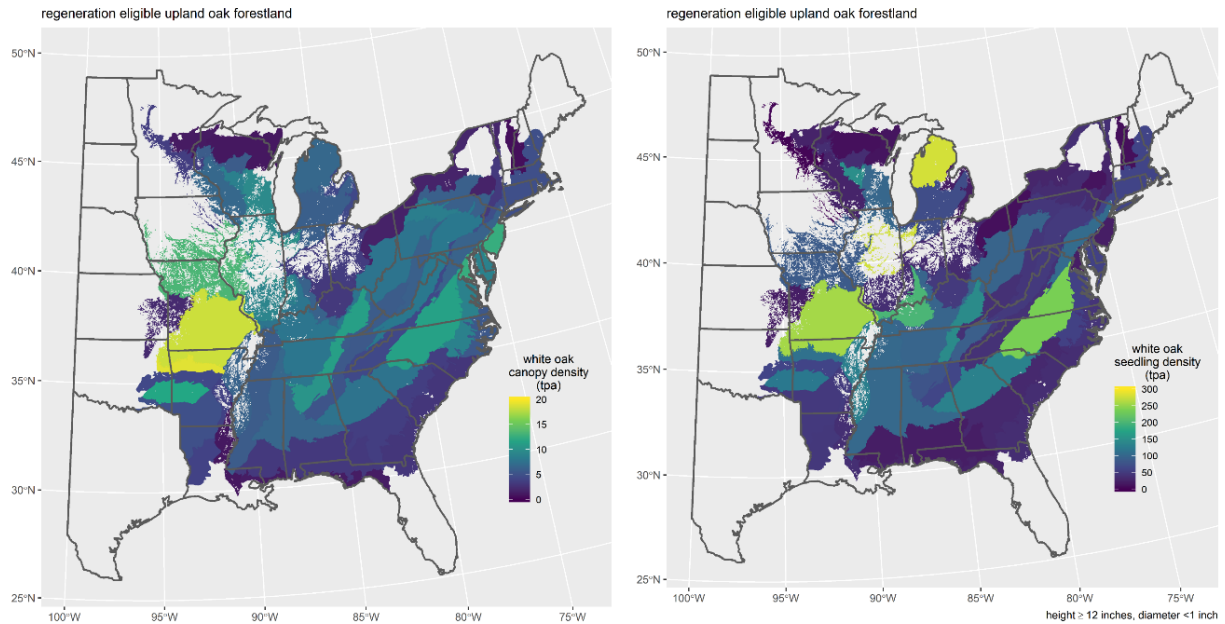 regeneration eligible upland oak forestland
50°N
45°N
40°N
35°N
30°N
25°N
100°W
95°W
90°W
85°W
80°W
75°W
white oak
canopy density
(tpa)
20
15
10
5
0
regeneration eligible upland oak forestland
50°N
45°N
40°N
35°N
30°N
25°N
100°W
95°W
90°W
85°W
80°W
75°W
white oak
seedling density
(tpa)
300
250
200
150
100
50
0
height ≥ 12 inches, diameter <1 inch